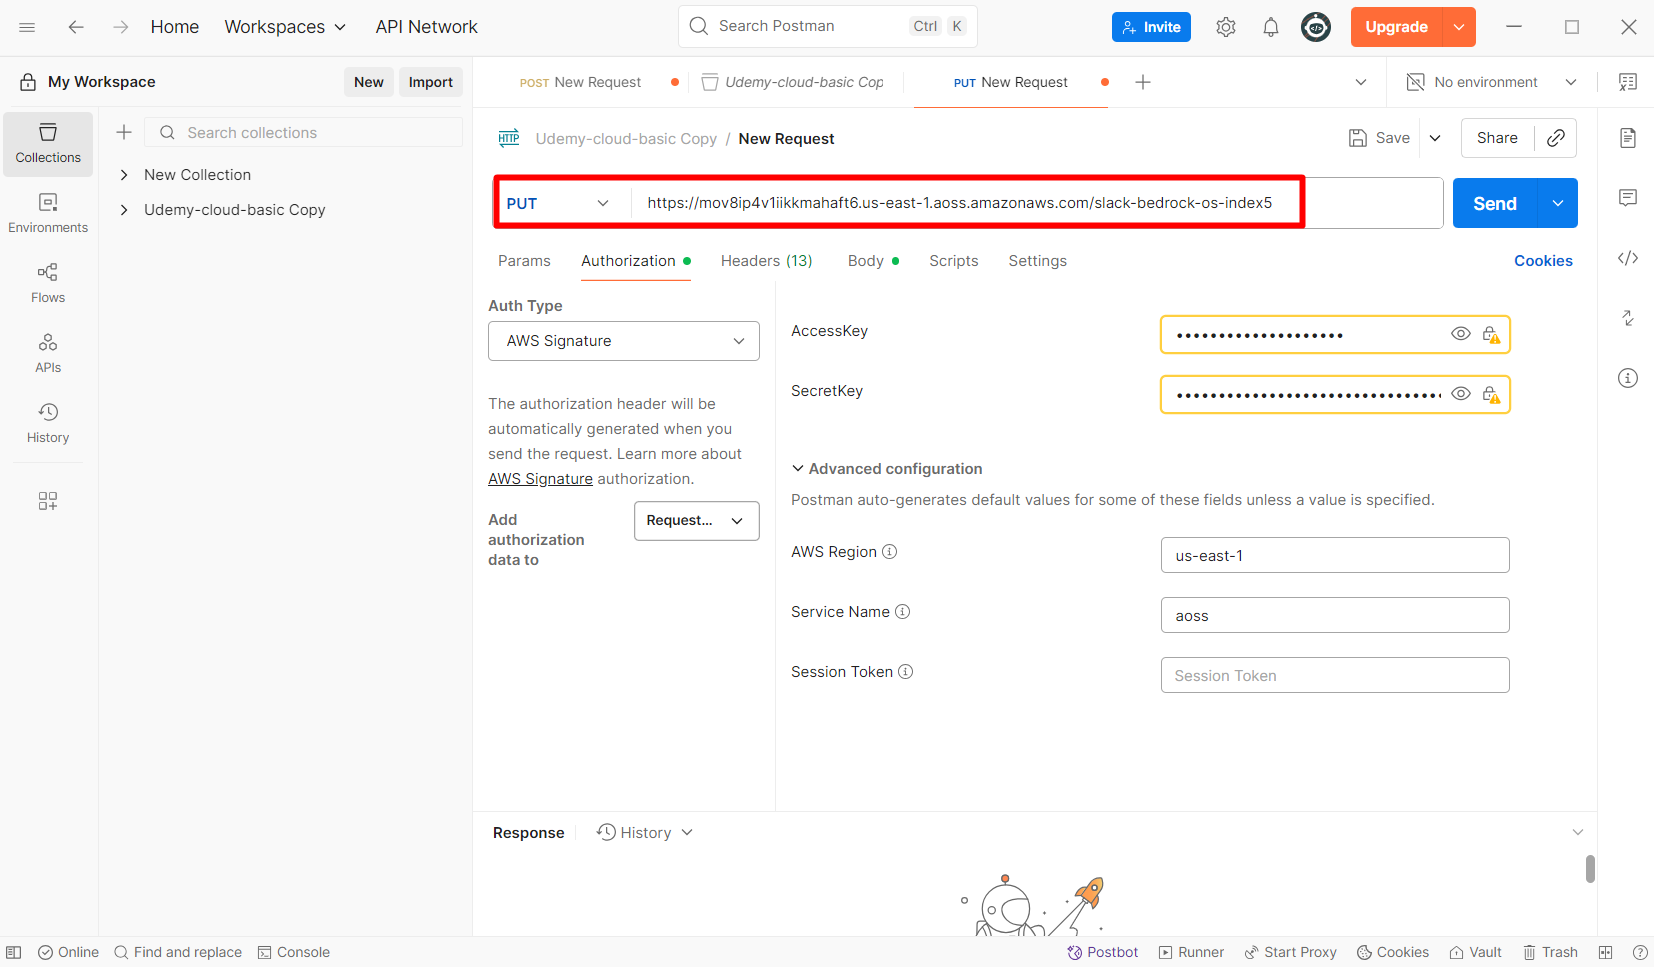 Home Workspaces API Network Search Postman Ctrl K Invite Upgrade
My Workspace New Import POST New Request Udemy-cloud-basic Cop PUT New Request No environment
Search collections
Collections
New Collection
Udemy-cloud-basic Copy
Environments
Flows
APIs
History
HTTP Udemy-cloud-basic Copy / New Request Save Share
PUT https://mov8ip4v1iikkmahaft6.us-east-1.aoss.amazonaws.com/slack-bedrock-os-index5 Send
Params Authorization Headers (13) Body Scripts Settings Cookies
Auth Type
AWS Signature
The authorization header will be
automatically generated when you
send the request. Learn more about
AWS Signature authorization.
Add
authorization
data to
Request...
AccessKey ••••••••••••••••••••
SecretKey ••••••••••••••••••••••••••••••••
Advanced configuration
Postman auto-generates default values for some of these fields unless a value is specified.
AWS Region us-east-1
Service Name aoss
Session Token Session Token
Response History
Online Find and replace Console Postbot Runner Start Proxy Cookies Vault Trash